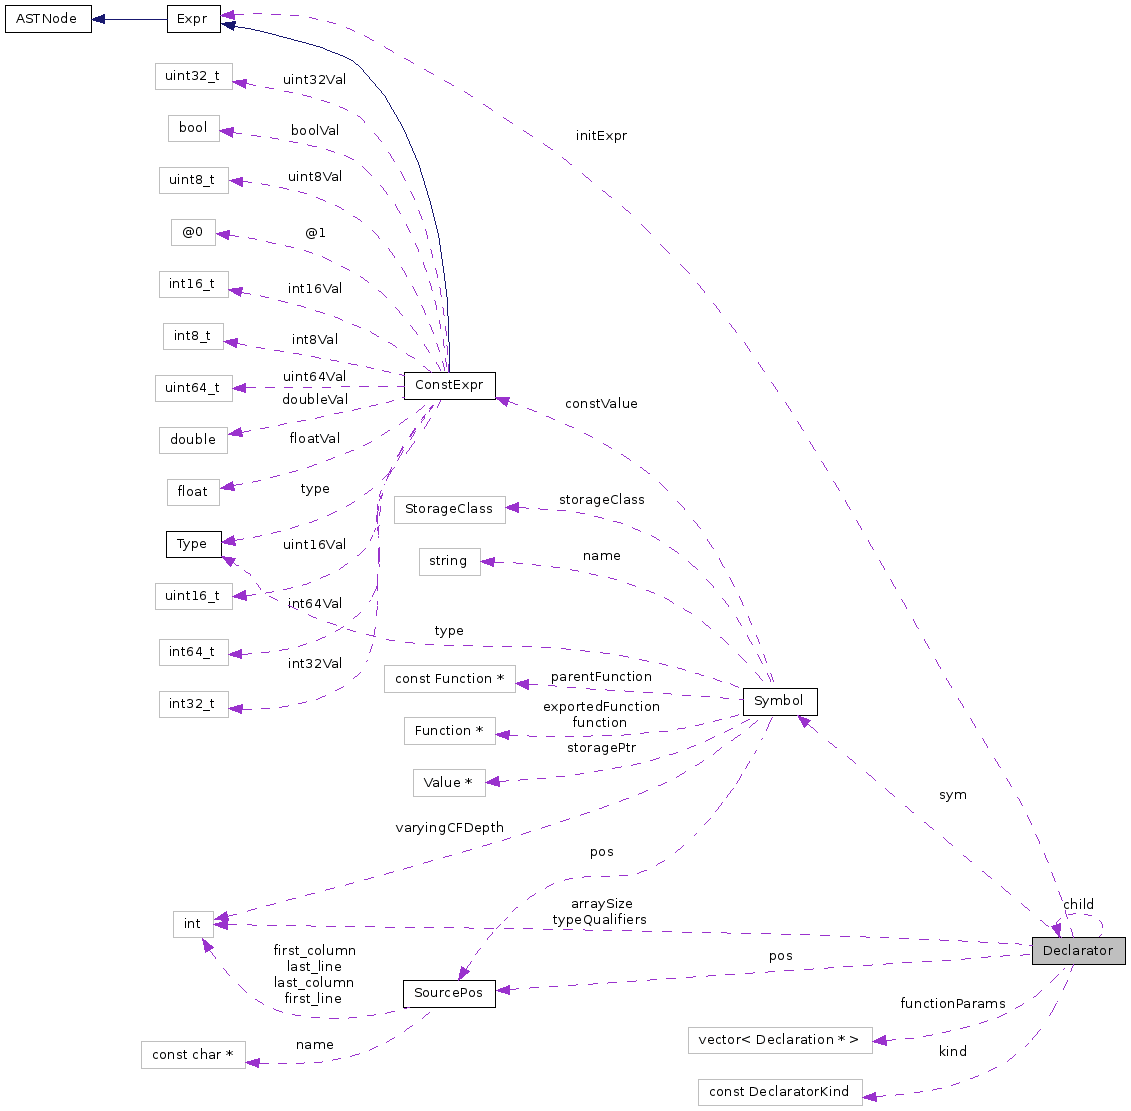 ASTNode
Expr
uint32_t
uint32Val
bool
boolVal
initExpr
uint8_t
uint8Val
@0
@1
int16_t
int16Val
int8_t
int8Val
uint64_t
uint64Val
ConstExpr
doubleVal
constValue
double
floatVal
float
type
StorageClass
storageClass
Type
uint16Val
string
name
uint16_t
int64Val
type
int64_t
int32Val
const Function *
parentFunction
int32_t
Symbol
exportedFunction
function
Function *
storagePtr
Value *
sym
varyingCFDepth
pos
int
arraySize
typeQualifiers
child
Declarator
first_column
last_line
last_column
first_line
pos
SourcePos
functionParams
const char *
name
vector< Declaration * >
kind
const DeclaratorKind